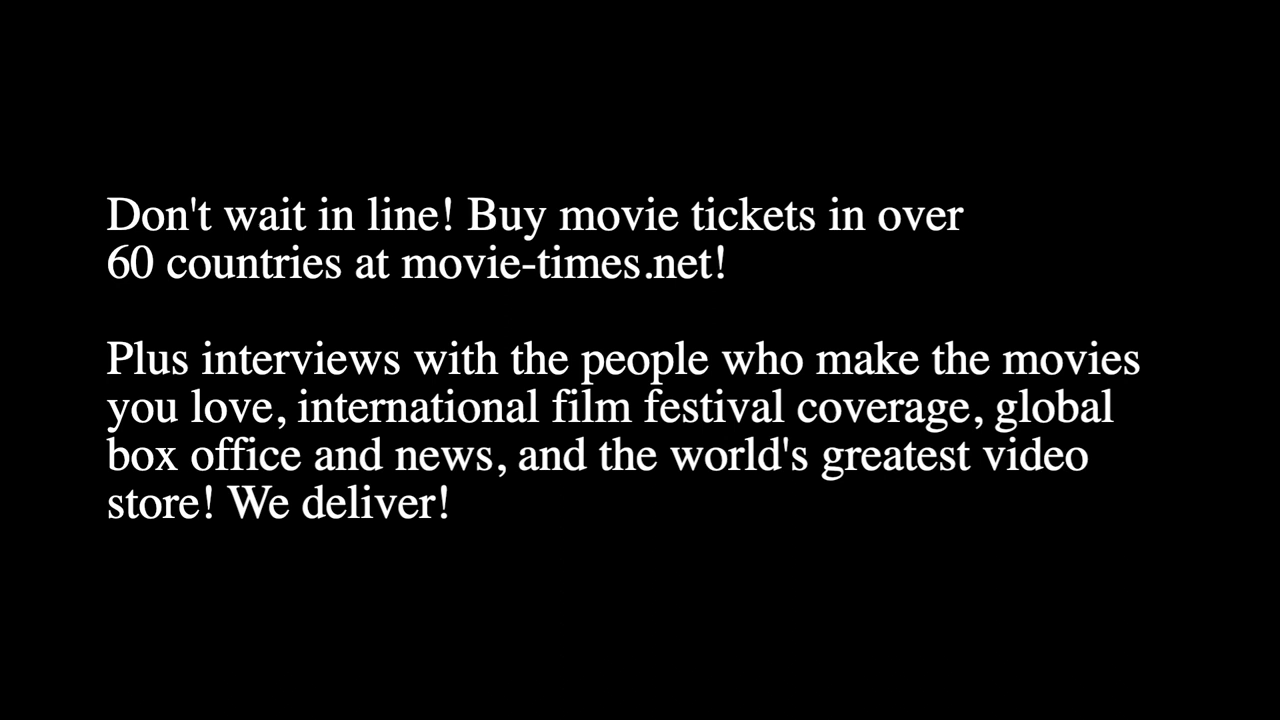 Don't wait in line! Buy movie tickets in over
60 countries at movie-times.net!
Plus interviews with the people who make the movies
you love, international film festival coverage, global
box office and news, and the world's greatest video
store! We deliver!